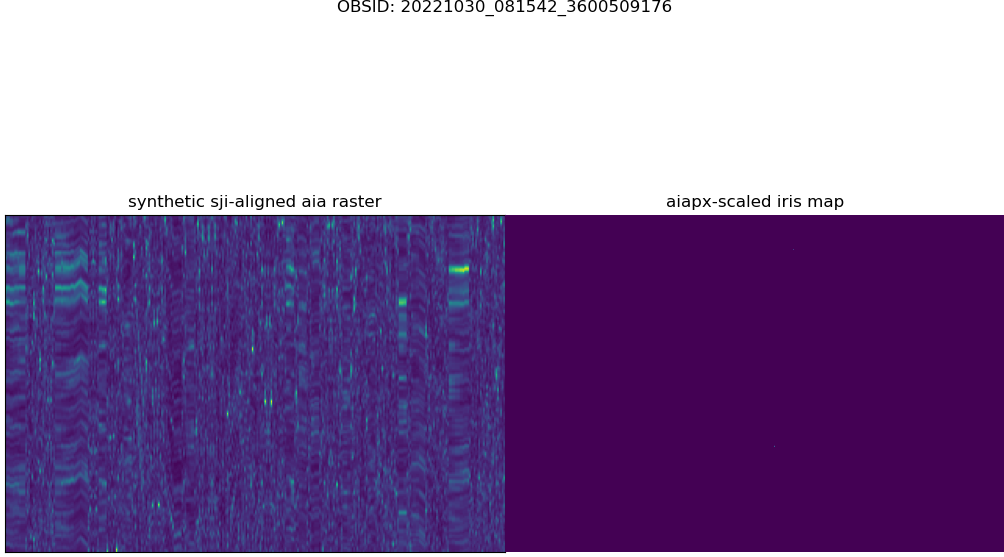 OBSID: 20221030_081542_3600509176
synthetic sji-aligned aia raster
aiapx-scaled iris map